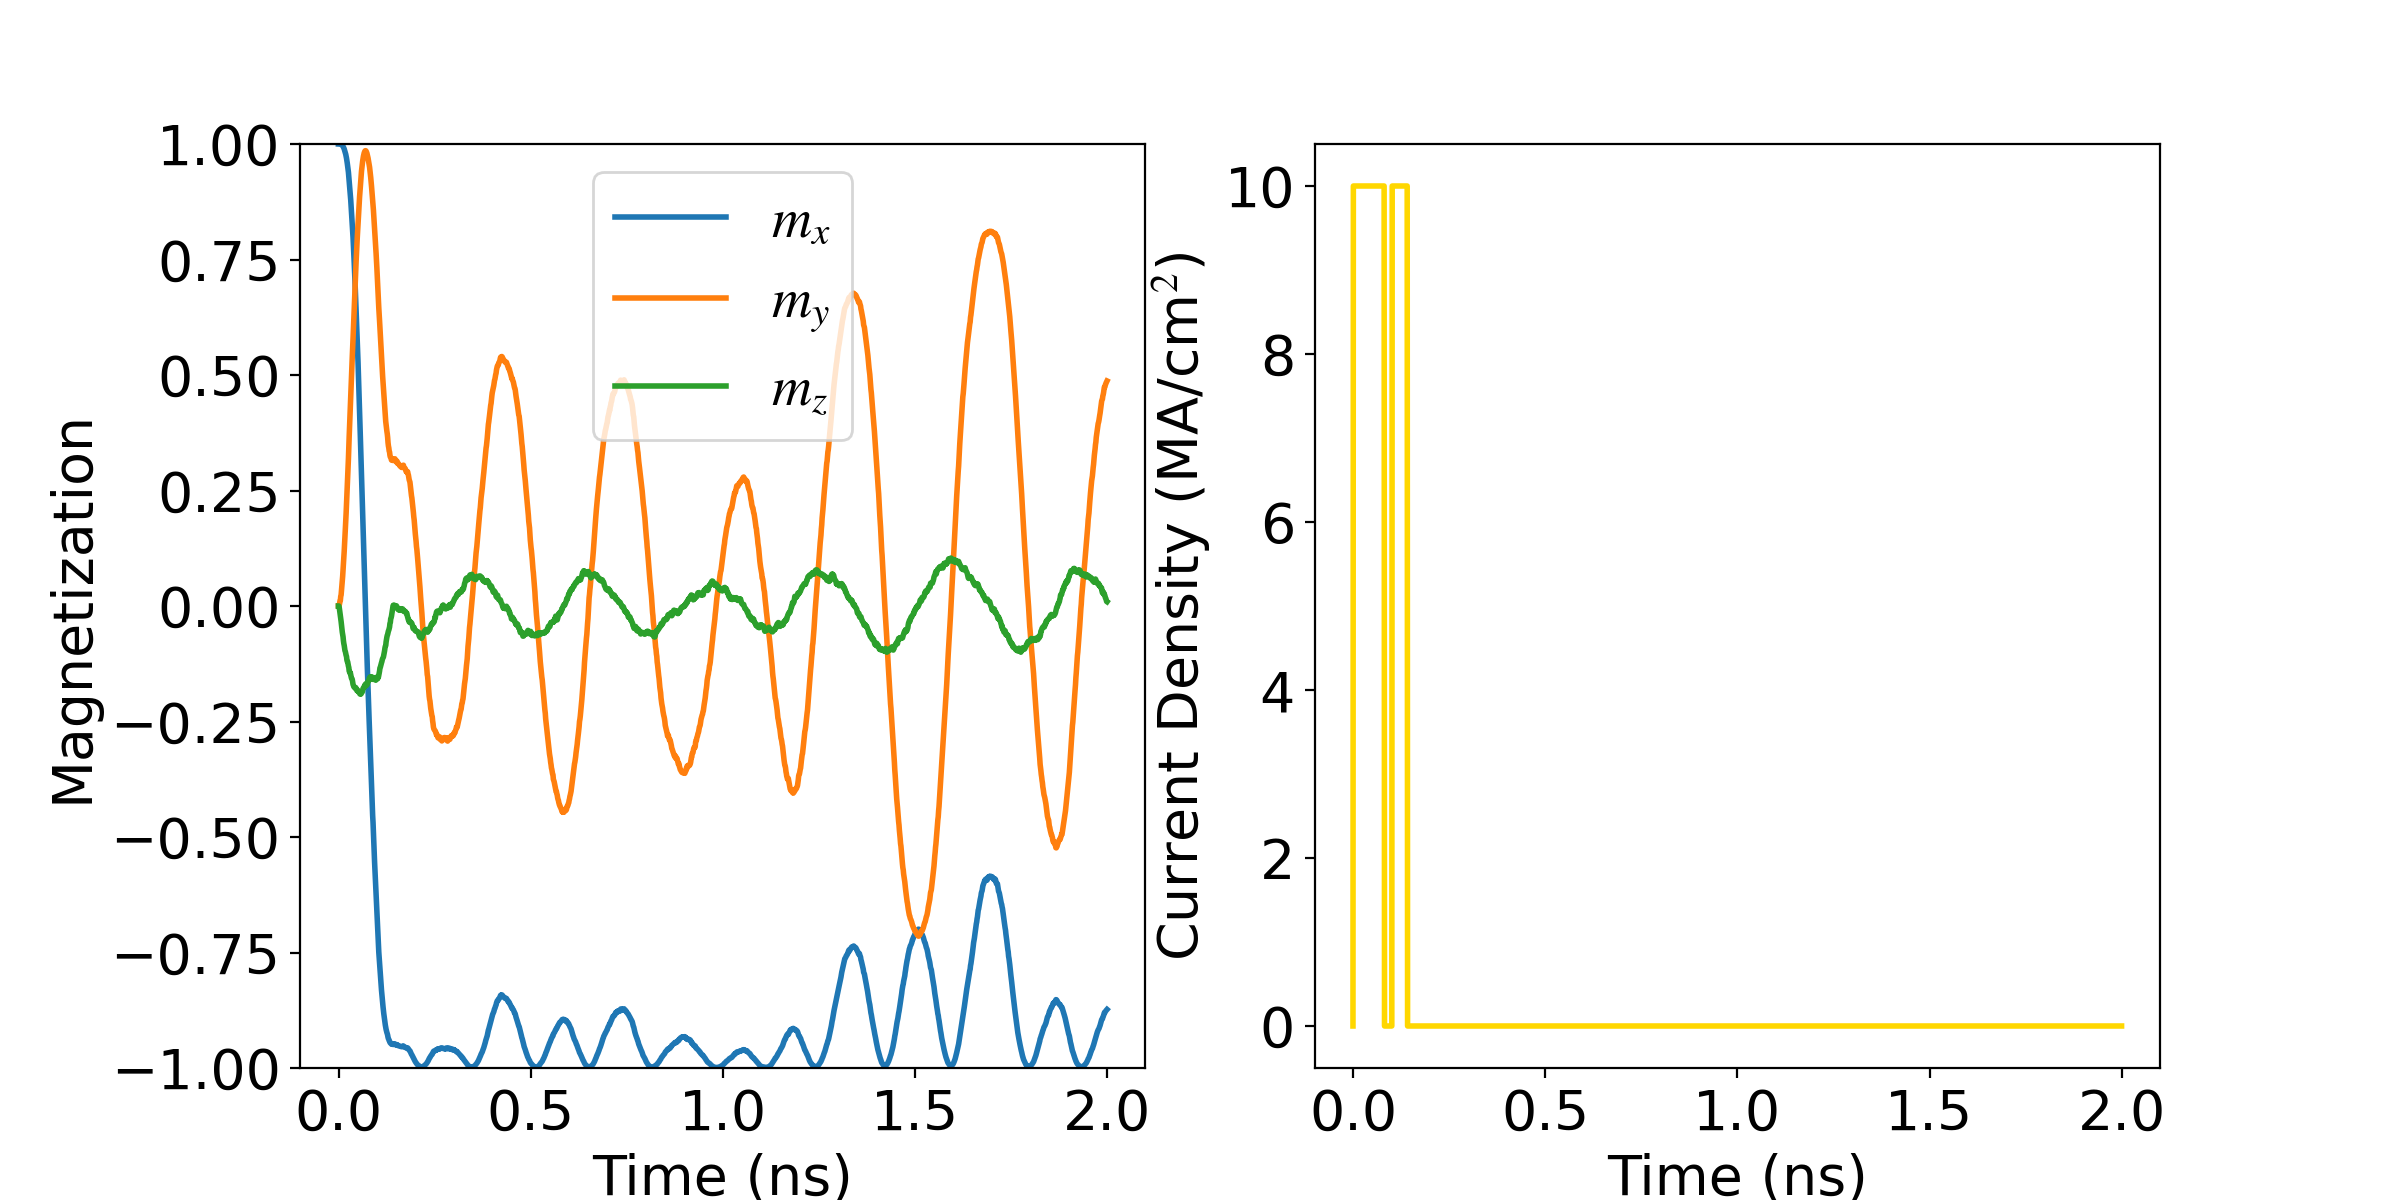 1.00
0.75
0.50
0.25
0.00
−0.25
−0.50
−0.75
−1.00
Magnetization
0.0 0.5 1.0 1.5 2.0
Time (ns)
m_x
m_y
m_z
10
8
6
4
2
0
Current Density (MA/cm²)
0.0 0.5 1.0 1.5 2.0
Time (ns)